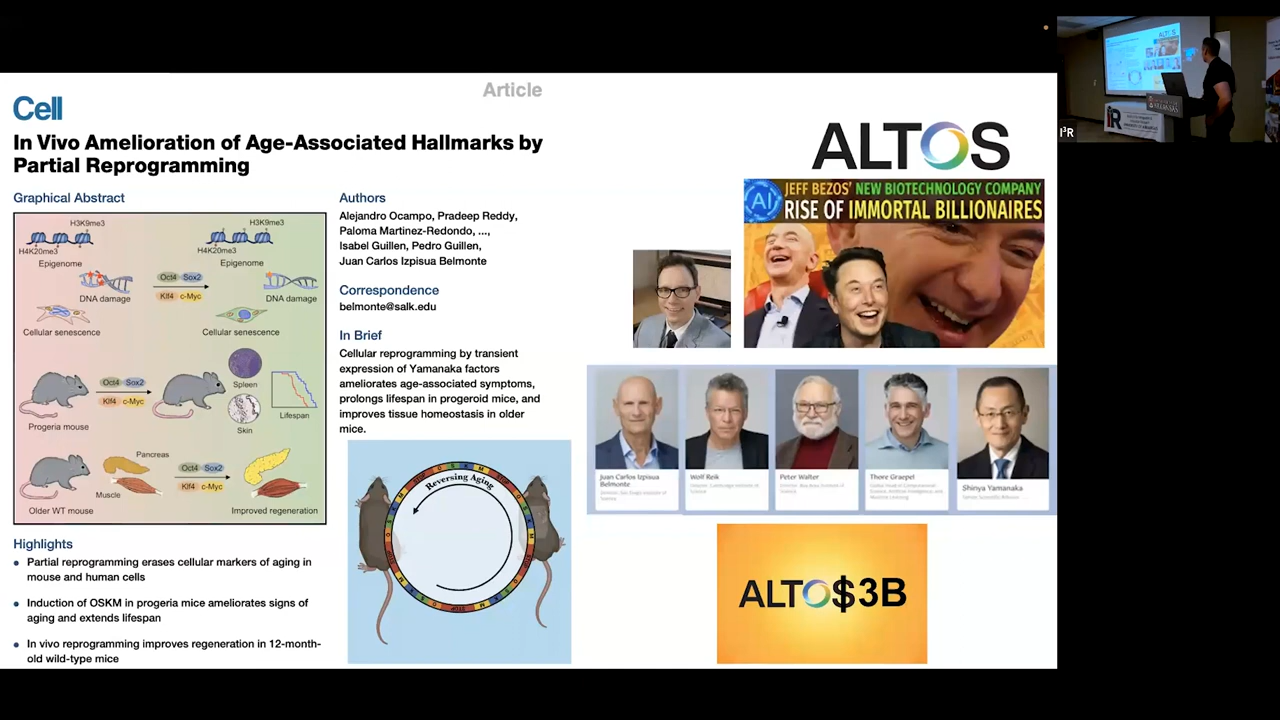 Article
Cell
In Vivo Amelioration of Age-Associated Hallmarks by
Partial Reprogramming
Graphical Abstract
H3K9me3
H3K9me3
H4K20me3
H4K20me3
Epigenome
Epigenome
Oct4 Sox2
Klf4 c-Myc
DNA damage
DNA damage
Cellular senescence
Cellular senescence
Oct4 Sox2
Klf4 c-Myc
Spleen
Skin
Lifespan
Progeria mouse
Pancreas
Oct4 Sox2
Klf4 c-Myc
Muscle
Older WT mouse
Improved regeneration
Highlights
Partial reprogramming erases cellular markers of aging in
mouse and human cells
Induction of OSKM in progeria mice ameliorates signs of
aging and extends lifespan
In vivo reprogramming improves regeneration in 12-month-
old wild-type mice
Authors
Alejandro Ocampo, Pradeep Reddy,
Paloma Martinez-Redondo, ...,
Isabel Guillen, Pedro Guillen,
Juan Carlos Izpisua Belmonte
Correspondence
belmonte@salk.edu
In Brief
Cellular reprogramming by transient
expression of Yamanaka factors
ameliorates age-associated symptoms,
prolongs lifespan in progeroid mice, and
improves tissue homeostasis in older
mice.
Reversing Aging
ALTOS
AI
JEFF BEZOS' NEW BIOTECHNOLOGY COMPANY
RISE OF IMMORTAL BILLIONAIRES
Juan Carlos Izpisua
Belmonte
Wolf Reik
Peter Walter
Thore Graepel
Shinya Yamanaka
ALTO$3B
ALTOS
I³R